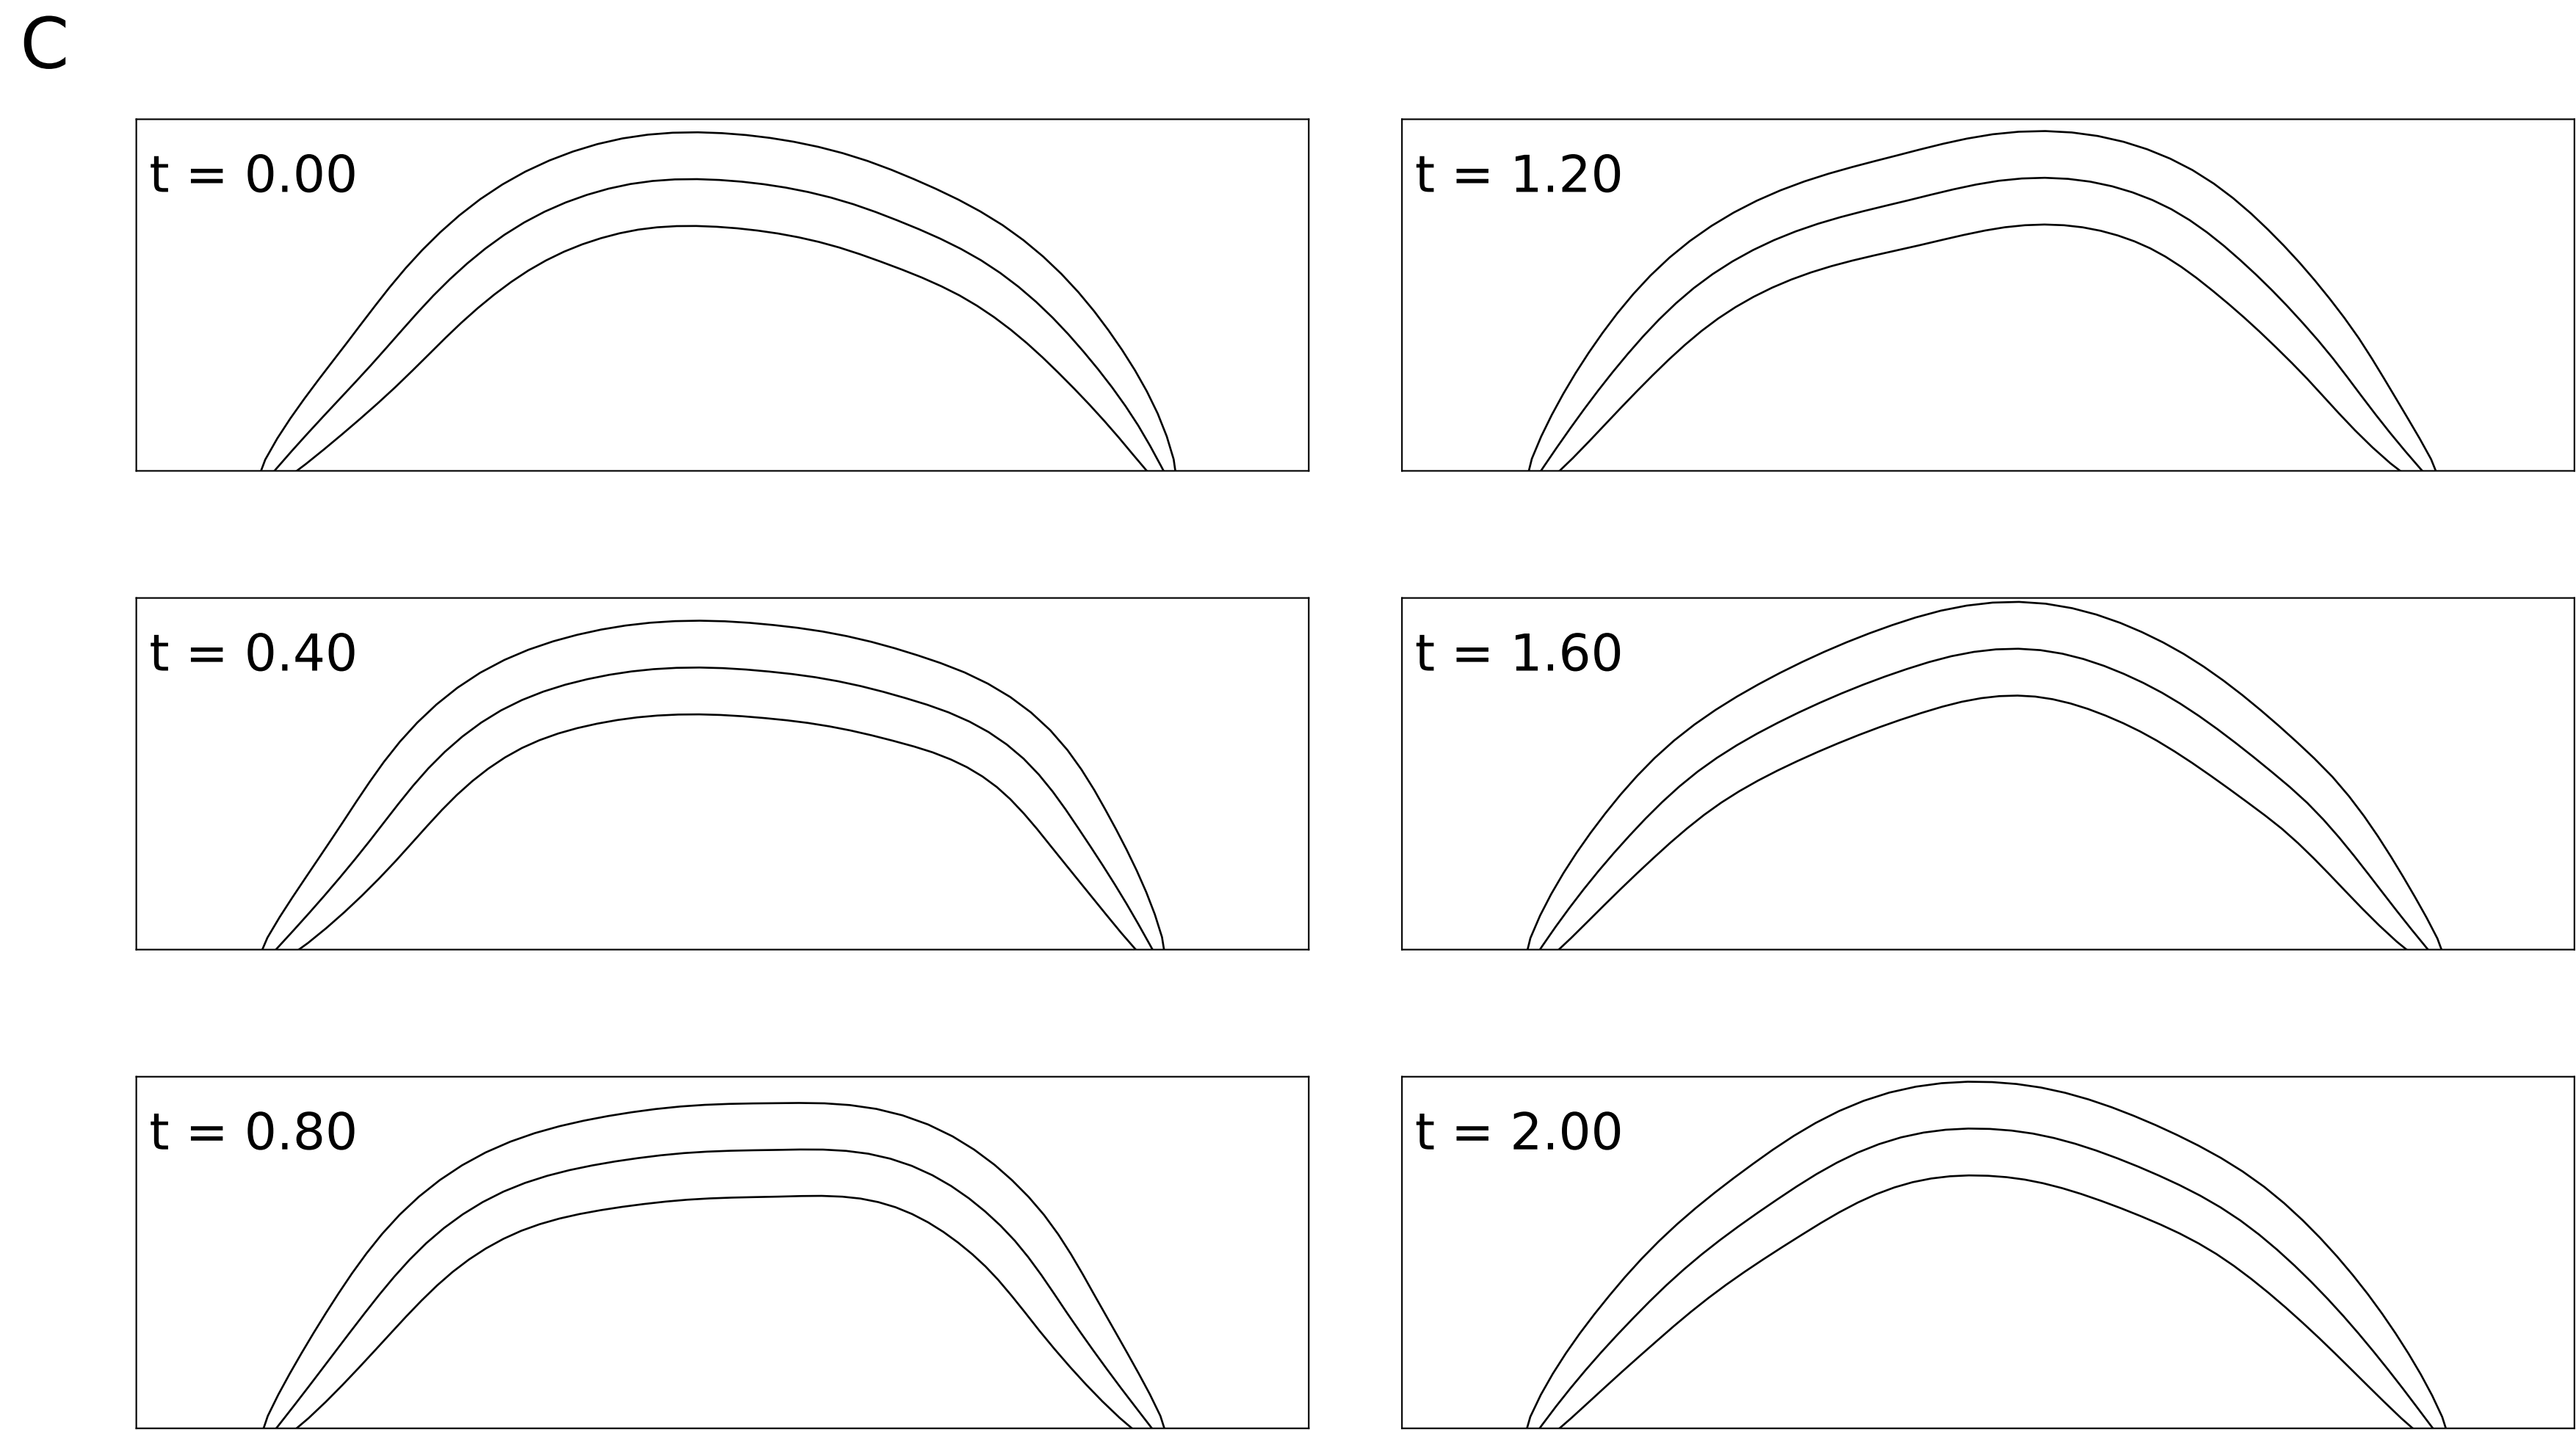 C
t = 0.00
t = 1.20
t = 0.40
t = 1.60
t = 0.80
t = 2.00